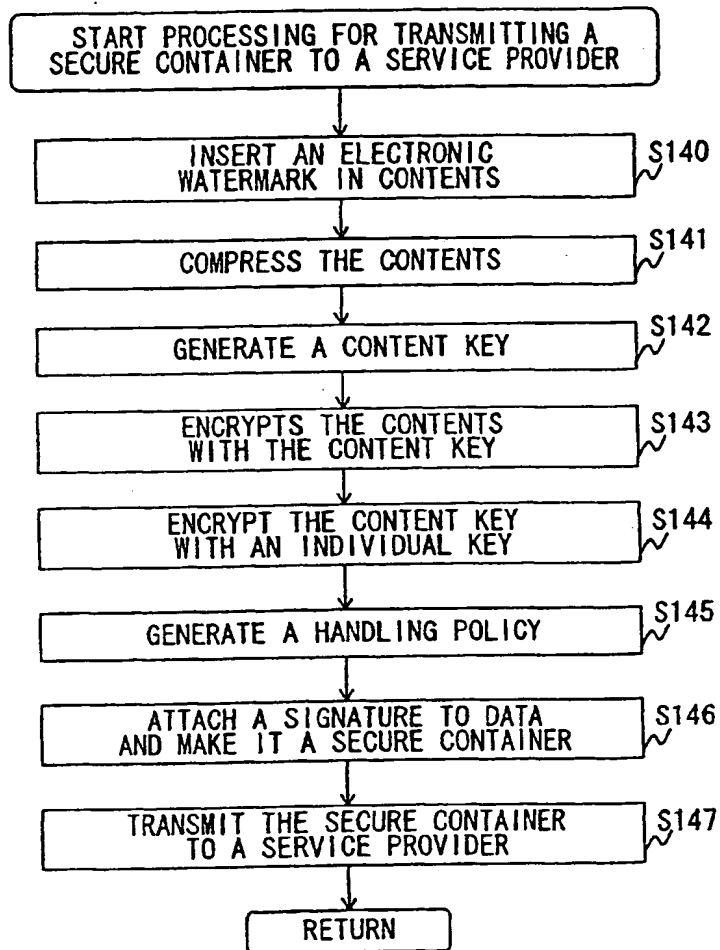 START PROCESSING FOR TRANSMITTING A
SECURE CONTAINER TO A SERVICE PROVIDER
INSERT AN ELECTRONIC
WATERMARK IN CONTENTS
S140
COMPRESS THE CONTENTS
S141
GENERATE A CONTENT KEY
S142
ENCRYPTS THE CONTENTS
WITH THE CONTENT KEY
S143
ENCRYPT THE CONTENT KEY
WITH AN INDIVIDUAL KEY
S144
GENERATE A HANDLING POLICY
S145
ATTACH A SIGNATURE TO DATA
AND MAKE IT A SECURE CONTAINER
S146
TRANSMIT THE SECURE CONTAINER
TO A SERVICE PROVIDER
S147
RETURN